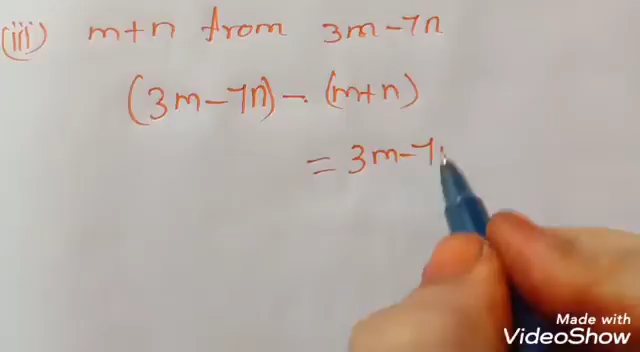 (iii) m+n from 3m-7n
(3m-7n)-(m+n)
= 3m-7
Made with
VideoShow